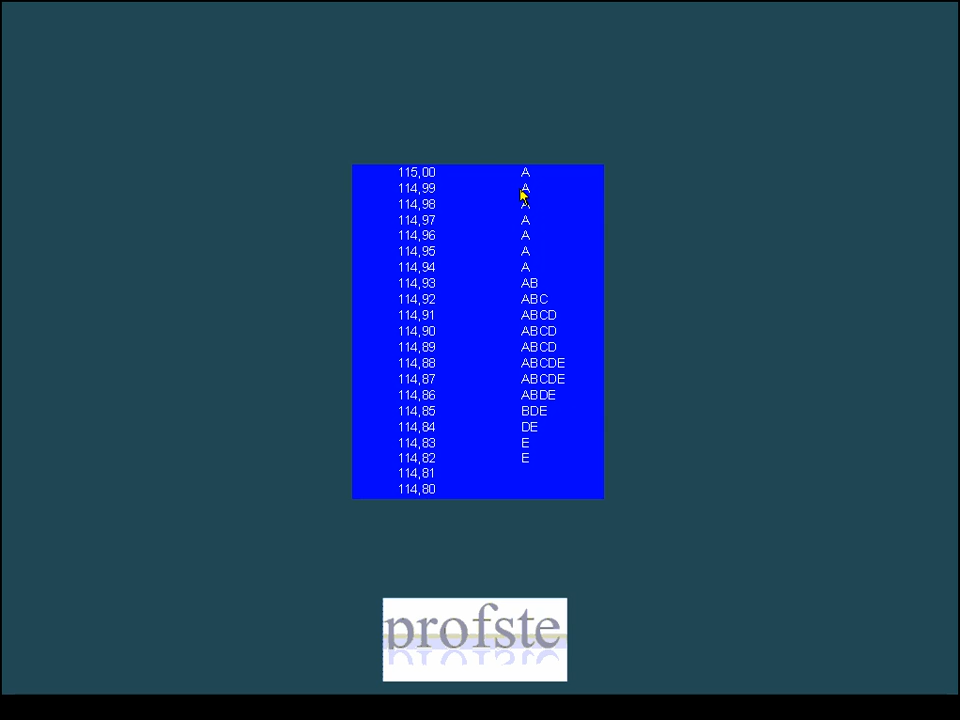 115,00 A
114,99 A
114,98 A
114,97 A
114,96 A
114,95 A
114,94 A
114,93 AB
114,92 ABC
114,91 ABCD
114,90 ABCD
114,89 ABCD
114,88 ABCDE
114,87 ABCDE
114,86 ABDE
114,85 BDE
114,84 DE
114,83 E
114,82 E
114,81
114,80
profste